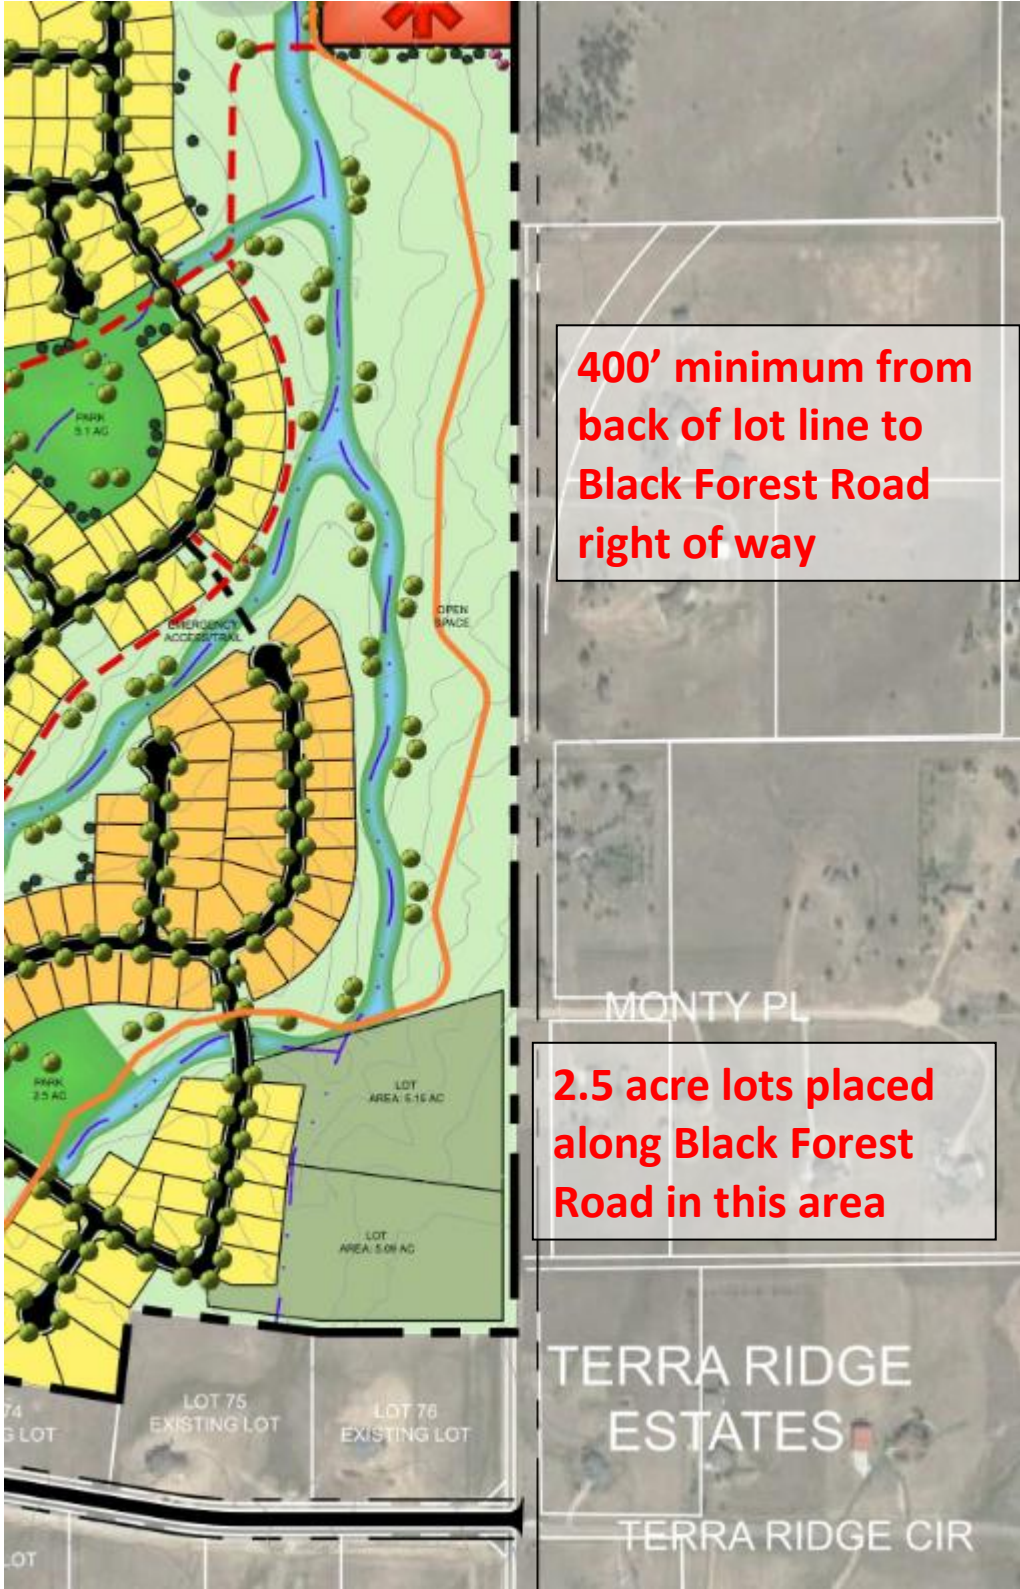 400’ minimum from
back of lot line to
Black Forest Road
right of way
PARK
5.1 AC
OPEN
SPACE
EMERGENCY
ACCESS/TRAIL
MONTY PL
2.5 acre lots placed
along Black Forest
Road in this area
PARK
2.5 AC
LOT
AREA: 5.15 AC
LOT
AREA: 5.09 AC
TERRA RIDGE
ESTATES
74
G LOT
LOT 75
EXISTING LOT
LOT 76
EXISTING LOT
TERRA RIDGE CIR
LOT